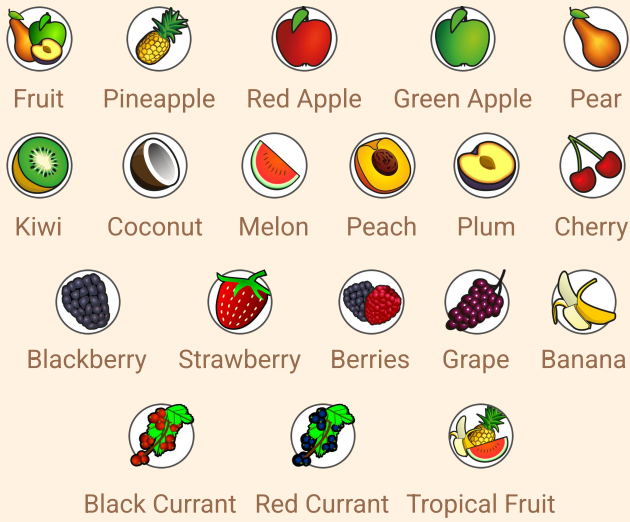 Fruit Pineapple Red Apple Green Apple Pear
Kiwi Coconut Melon Peach Plum Cherry
Blackberry Strawberry Berries Grape Banana
Black Currant Red Currant Tropical Fruit